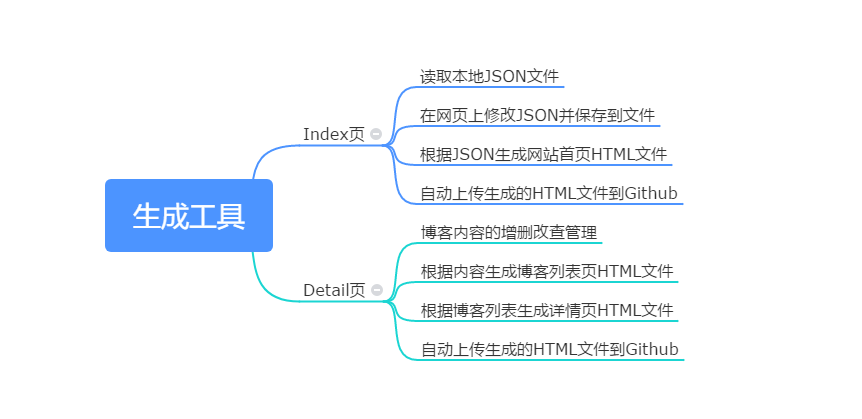 生成工具
Index页
读取本地JSON文件
在网页上修改JSON并保存到文件
根据JSON生成网站首页HTML文件
自动上传生成的HTML文件到Github
Detail页
博客内容的增删改查管理
根据内容生成博客列表页HTML文件
根据博客列表生成详情页HTML文件
自动上传生成的HTML文件到Github